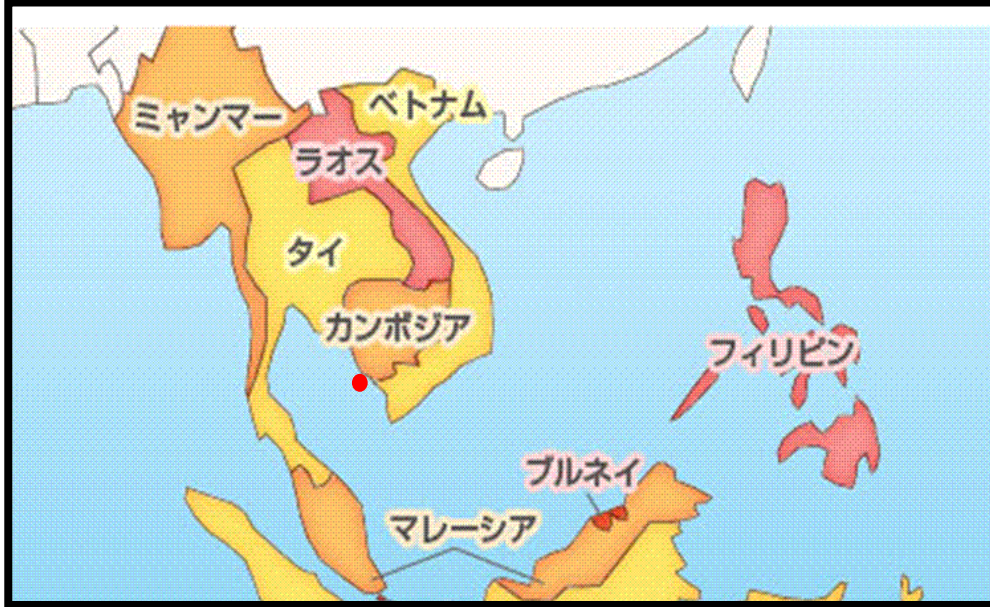 ミャンマー
ベトナム
ラオス
タイ
カンボジア
フィリピン
ブルネイ
マレーシア